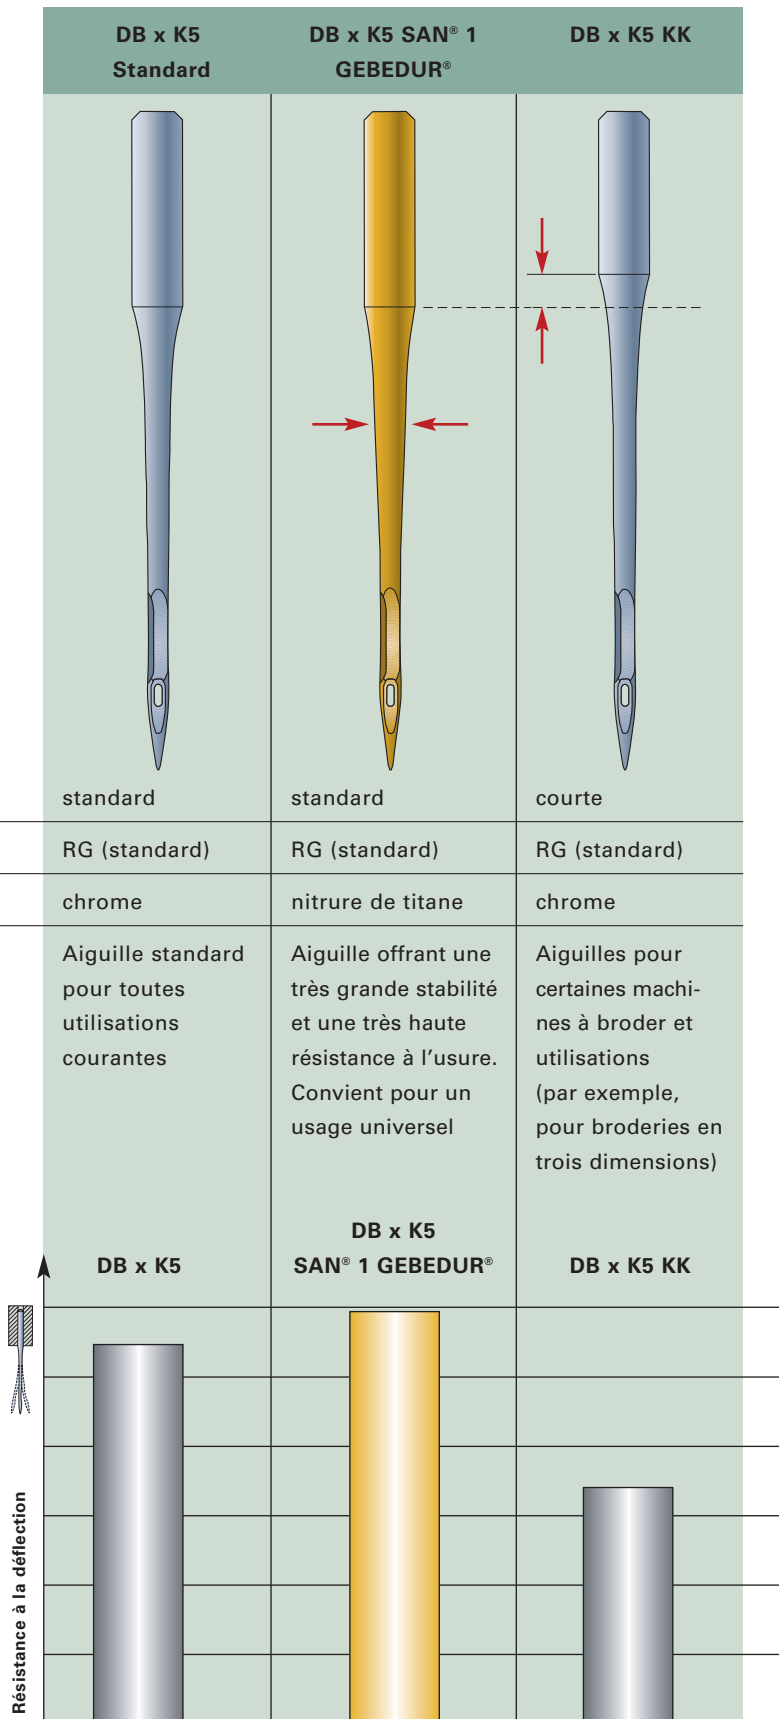 DB x K5
Standard
DB x K5 SAN® 1
GEBEDUR®
DB x K5 KK
standard
standard
courte
RG (standard)
RG (standard)
RG (standard)
chrome
nitrure de titane
chrome
Aiguille standard
pour toutes
utilisations
courantes
Aiguille offrant une
très grande stabilité
et une très haute
résistance à l’usure.
Convient pour un
usage universel
Aiguilles pour
certaines machi-
nes à broder et
utilisations
(par exemple,
pour broderies en
trois dimensions)
DB x K5
DB x K5
SAN® 1 GEBEDUR®
DB x K5 KK
Résistance à la déflection